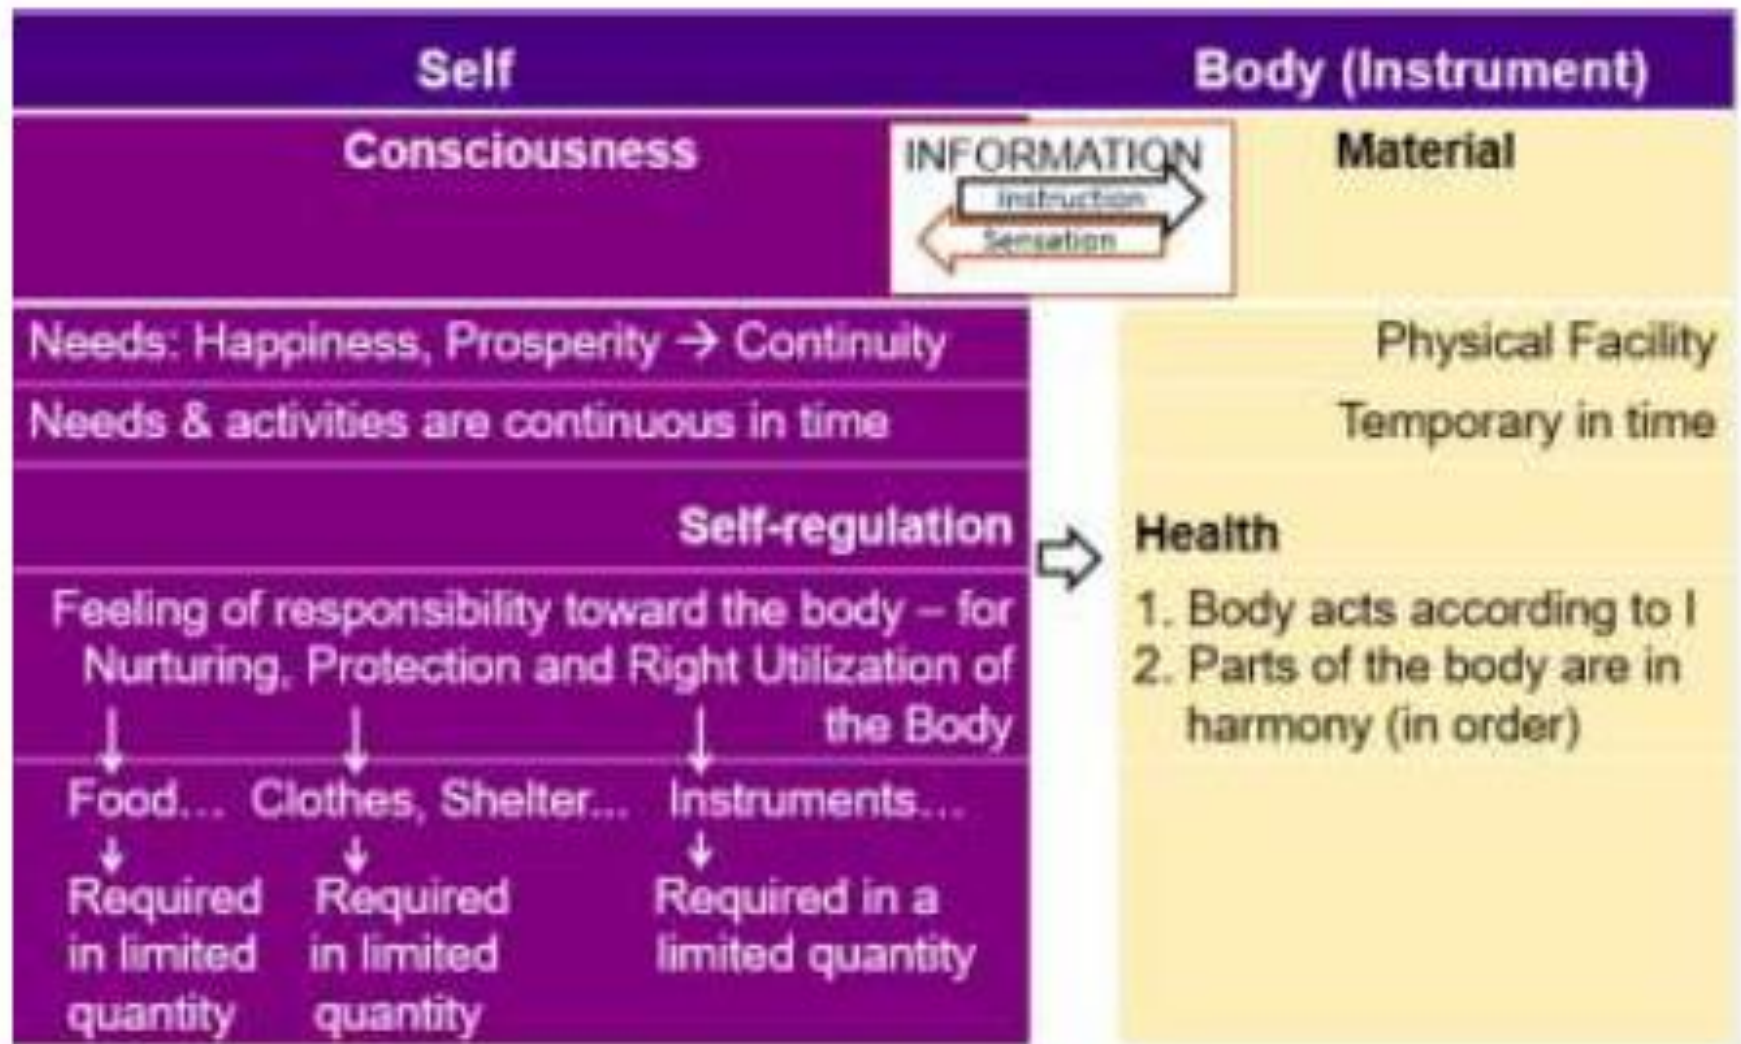 Self
Body (Instrument)
Consciousness
INFORMATION
Instruction
Sensation
Material
Needs: Happiness, Prosperity → Continuity
Physical Facility
Needs & activities are continuous in time
Temporary in time
Self-regulation
Health
Feeling of responsibility toward the body – for
Nurturing, Protection and Right Utilization of
the Body
1. Body acts according to I
2. Parts of the body are in
harmony (in order)
Food... Clothes, Shelter... Instruments...
Required
in limited
quantity
Required
in limited
quantity
Required in a
limited quantity